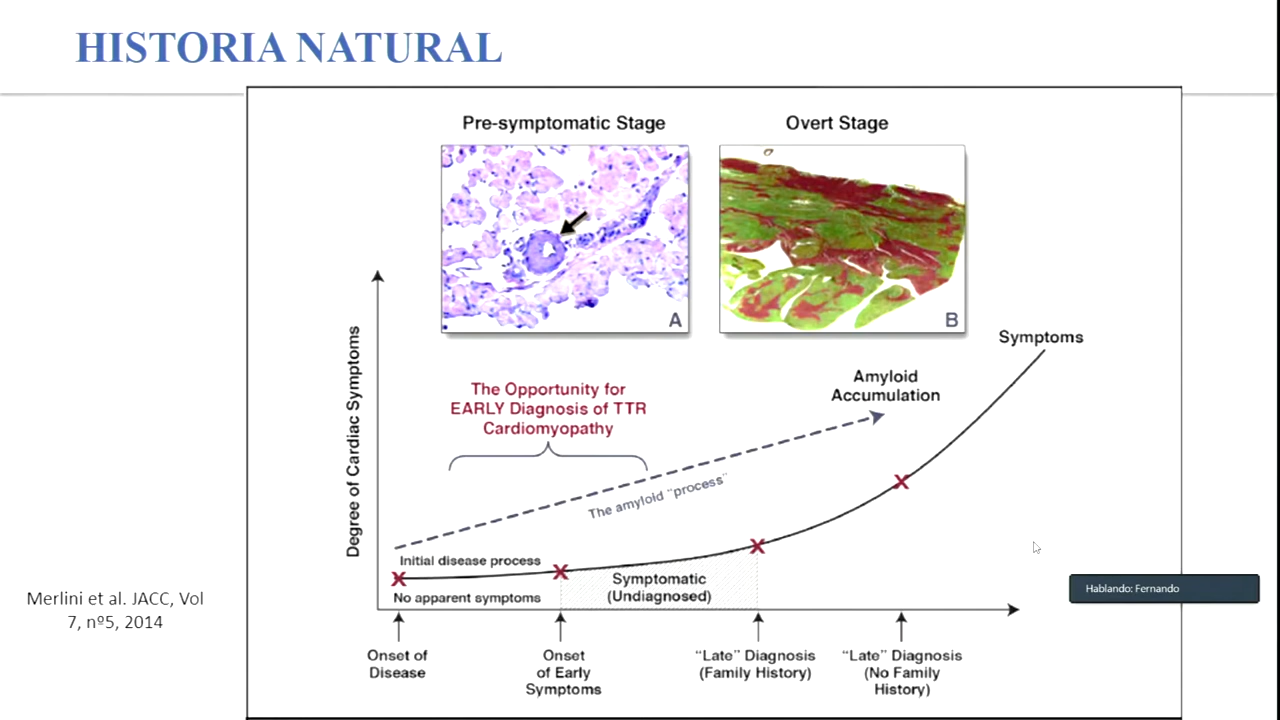 HISTORIA NATURAL
Pre-symptomatic Stage
Overt Stage
A
B
Degree of Cardiac Symptoms
Symptoms
The Opportunity for
EARLY Diagnosis of TTR
Cardiomyopathy
Amyloid
Accumulation
The amyloid "process"
Initial disease process
No apparent symptoms
Symptomatic
(Undiagnosed)
Onset of
Disease
Onset
of Early
Symptoms
“Late” Diagnosis
(Family History)
“Late” Diagnosis
(No Family
History)
Merlini et al. JACC, Vol
7, nº5, 2014
Hablando: Fernando